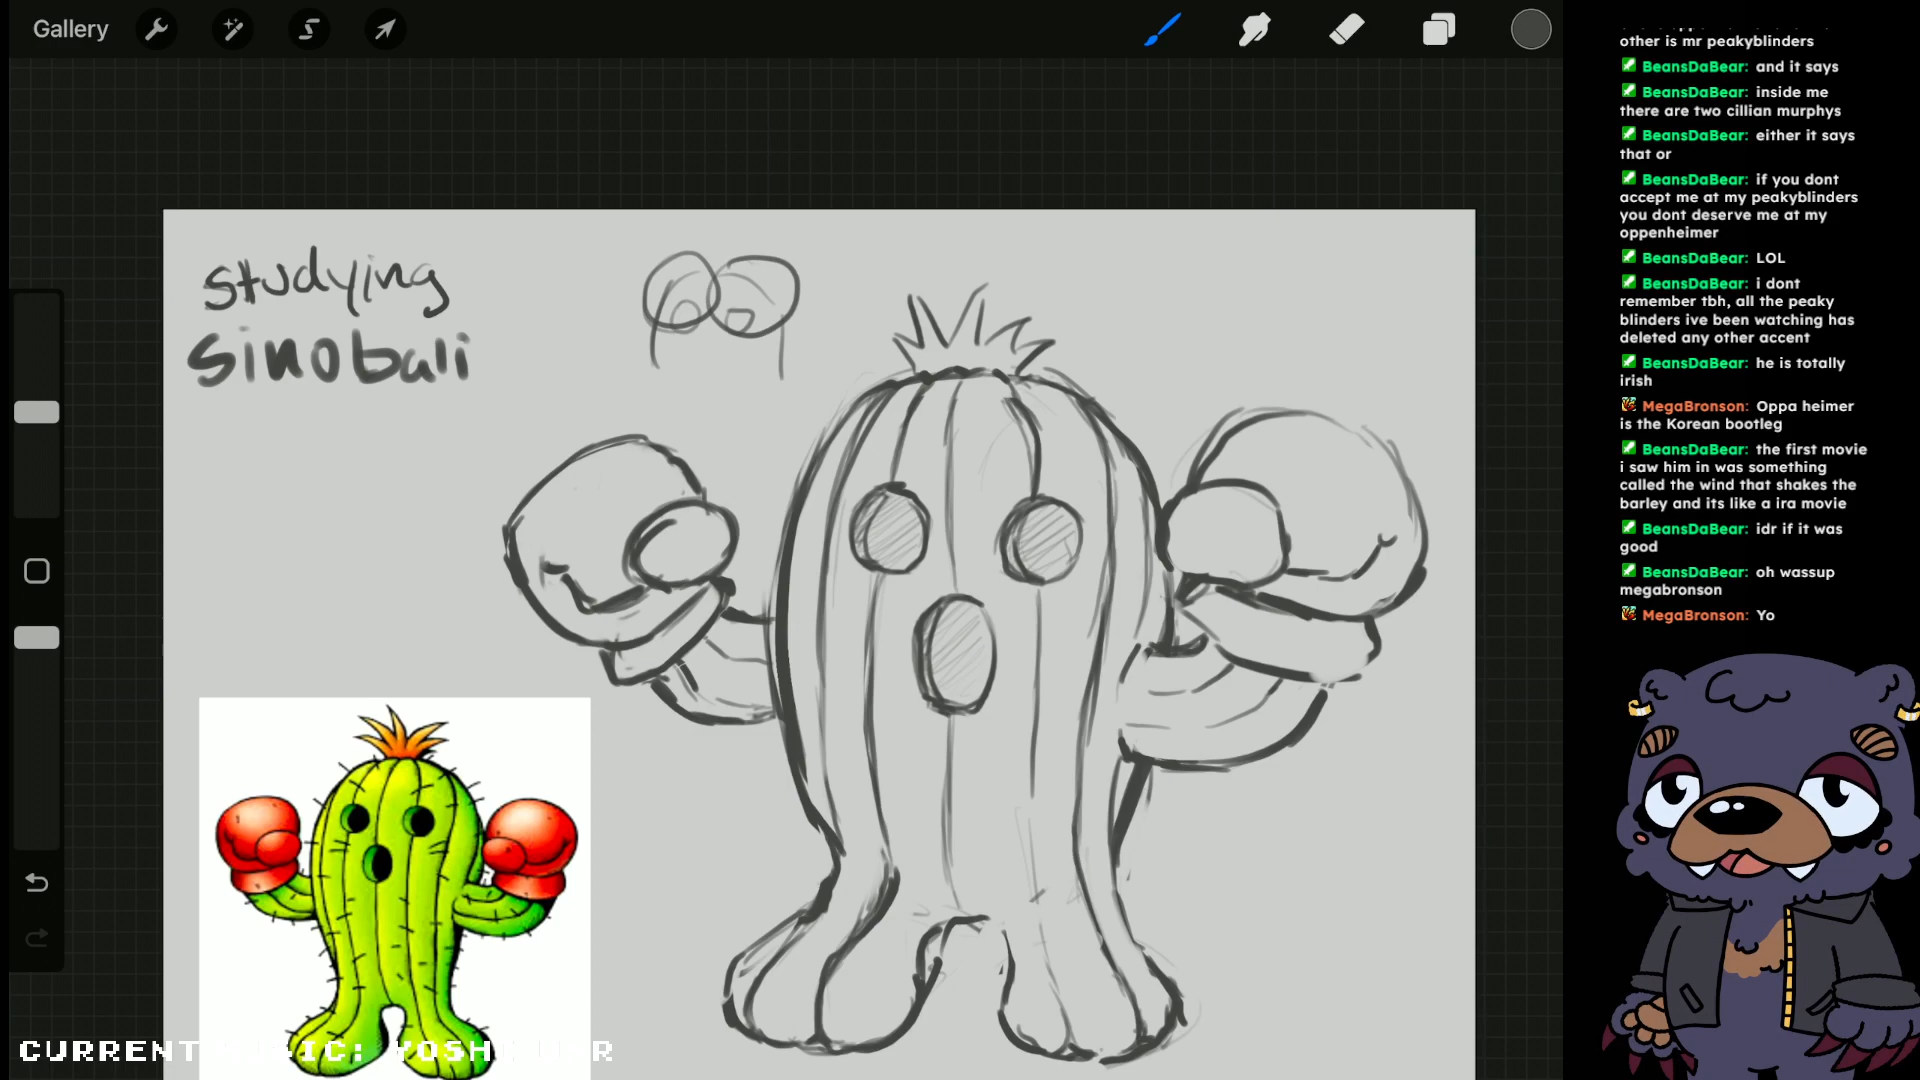 Gallery
other is mr peakyblinders
BeansDaBear: and it says
BeansDaBear: inside me
there are two cillian murphys
BeansDaBear: either it says
that or
BeansDaBear: if you dont
accept me at my peakyblinders
you dont deserve me at my
oppenheimer
BeansDaBear: LOL
BeansDaBear: i dont
remember tbh, all the peaky
blinders ive been watching has
deleted any other accent
BeansDaBear: he is totally
irish
MegaBronson: Oppa heimer
is the Korean bootleg
BeansDaBear: the first movie
i saw him in was something
called the wind that shakes the
barley and its like a ira movie
BeansDaBear: idr if it was
good
BeansDaBear: oh wassup
megabronson
MegaBronson: Yo
studying
sinobali
CURRENT